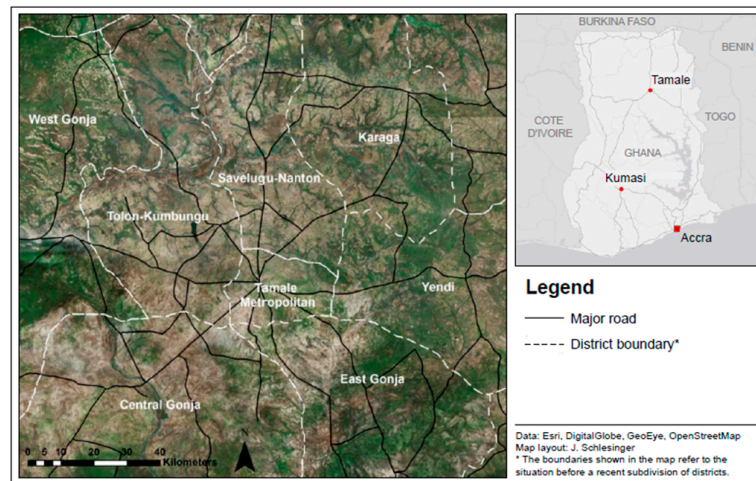 West Gonja
Karaga
Savelugu-Nanton
Tolon-Kumbungu
Tamale
Metropolitan
Yendi
East Gonja
Central Gonja
0 5 10 20 30 40
Kilometers
BURKINA FASO
BENIN
Tamale
COTE
D'IVOIRE
TOGO
GHANA
Kumasi
Accra
Legend
Major road
District boundary*
Data: Esri, DigitalGlobe, GeoEye, OpenStreetMap
Map layout: J. Schlesinger
* The boundaries shown in the map refer to the
situation before a recent subdivision of districts.